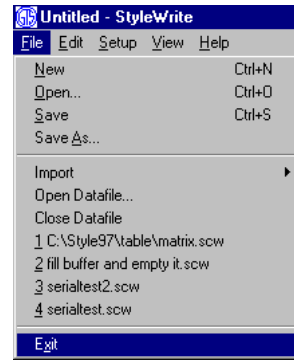 Untitled - StyleWrite
File Edit Setup View Help
New Ctrl+N
Open... Ctrl+O
Save Ctrl+S
Save As...
Import
Open Datafile...
Close Datafile
1 C:\Style97\table\matrix.scw
2 fill buffer and empty it.scw
3 serialtest2.scw
4 serialtest.scw
Exit